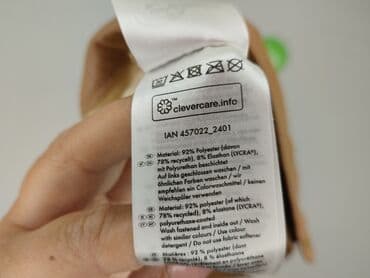 clevercare.info
IAN 457022_2401
Material: 92% Polyester (davon
78% recycelt), 8% Elasthan (LYCRA®),
mit Polyurethan beschichtet
Auf links geschlossen waschen / mit
ähnlichen Farben waschen / wir
empfehlen ein Colorwaschmittel / keinen
Weichspüler verwenden
Material: 92% polyester (of which
78% recycled), 8% elastane (LYCRA®),
polyurethane-coated
Wash fastened and inside out / Wash
with similar colours / Use colour
detergent / Do not use fabric softener
92 % polyester (dont